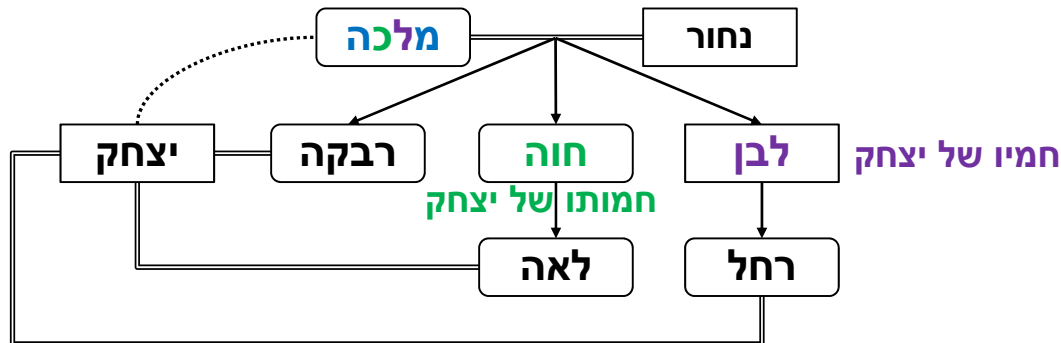 נחור
מלכה
חמיו של יצחק
לבן
חוה
רבקה
יצחק
חמותו של יצחק
רחל
לאה